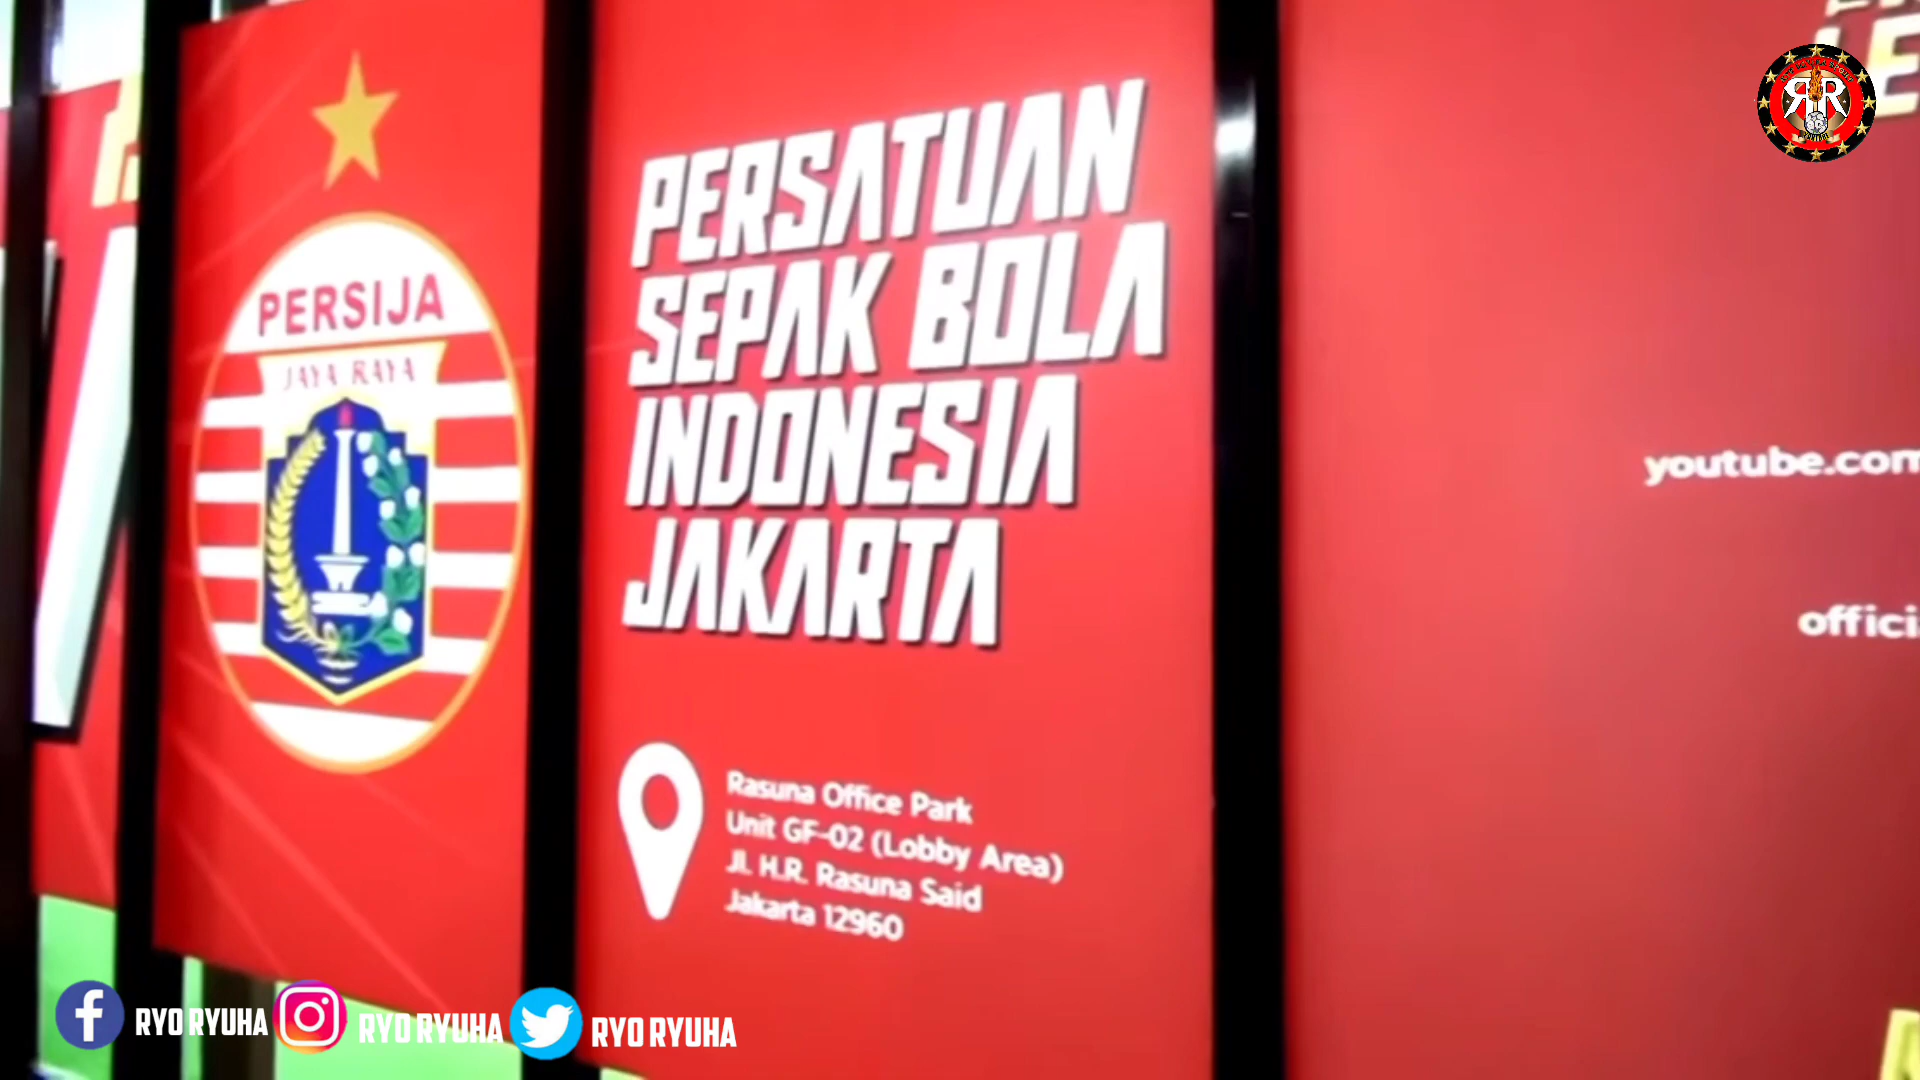 PERSIJA
JAYA RAYA
PERSATUAN
SEPAK BOLA
INDONESIA
JAKARTA
Rasuna Office Park
Unit GF-02 (Lobby Area)
Jl. H.R. Rasuna Said
Jakarta 12960
youtube.com
offici
RR
RYO RYUHA
RYO RYUHA
RYO RYUHA